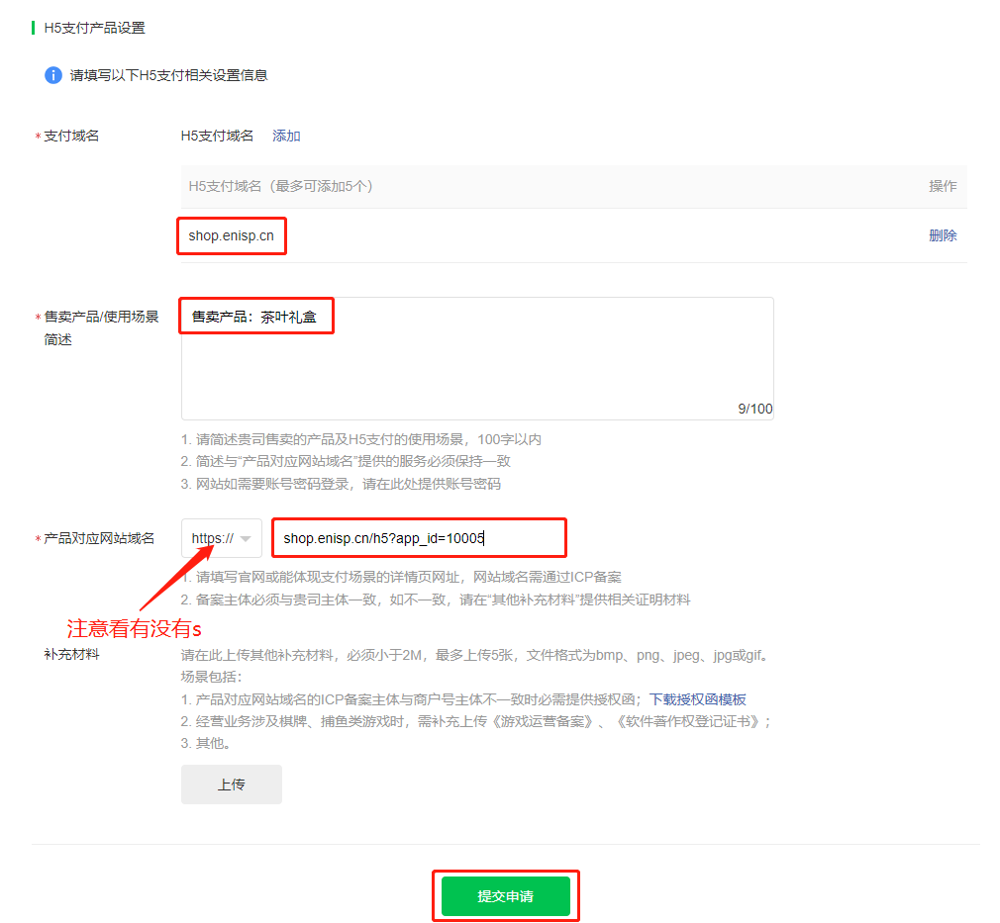 H5支付产品设置
请填写以下H5支付相关设置信息
*支付域名
H5支付域名 添加
H5支付域名（最多可添加5个） 操作
shop.enisp.cn 删除
*售卖产品/使用场景
简述
售卖产品：茶叶礼盒
9/100
1. 请简述贵司售卖的产品及H5支付的使用场景，100字以内
2. 简述与“产品对应网站域名”提供的服务必须保持一致
3. 网站如需要账号密码登录，请在此处提供账号密码
*产品对应网站域名
https://
shop.enisp.cn/h5?app_id=10005
1. 请填写官网或能体现支付场景的详情页网址，网站域名需通过ICP备案
2. 备案主体必须与贵司主体一致，如不一致，请在“其他补充材料”提供相关证明材料
注意看有没有s
补充材料
请在此上传其他补充材料，必须小于2M，最多上传5张，文件格式为bmp、png、jpeg、jpg或gif。
场景包括：
1. 产品对应网站域名的ICP备案主体与商户号主体不一致时必需提供授权函；下载授权函模板
2. 经营业务涉及棋牌、捕鱼类游戏时，需补充上传《游戏运营备案》、《软件著作权登记证书》；
3. 其他。
上传
提交申请